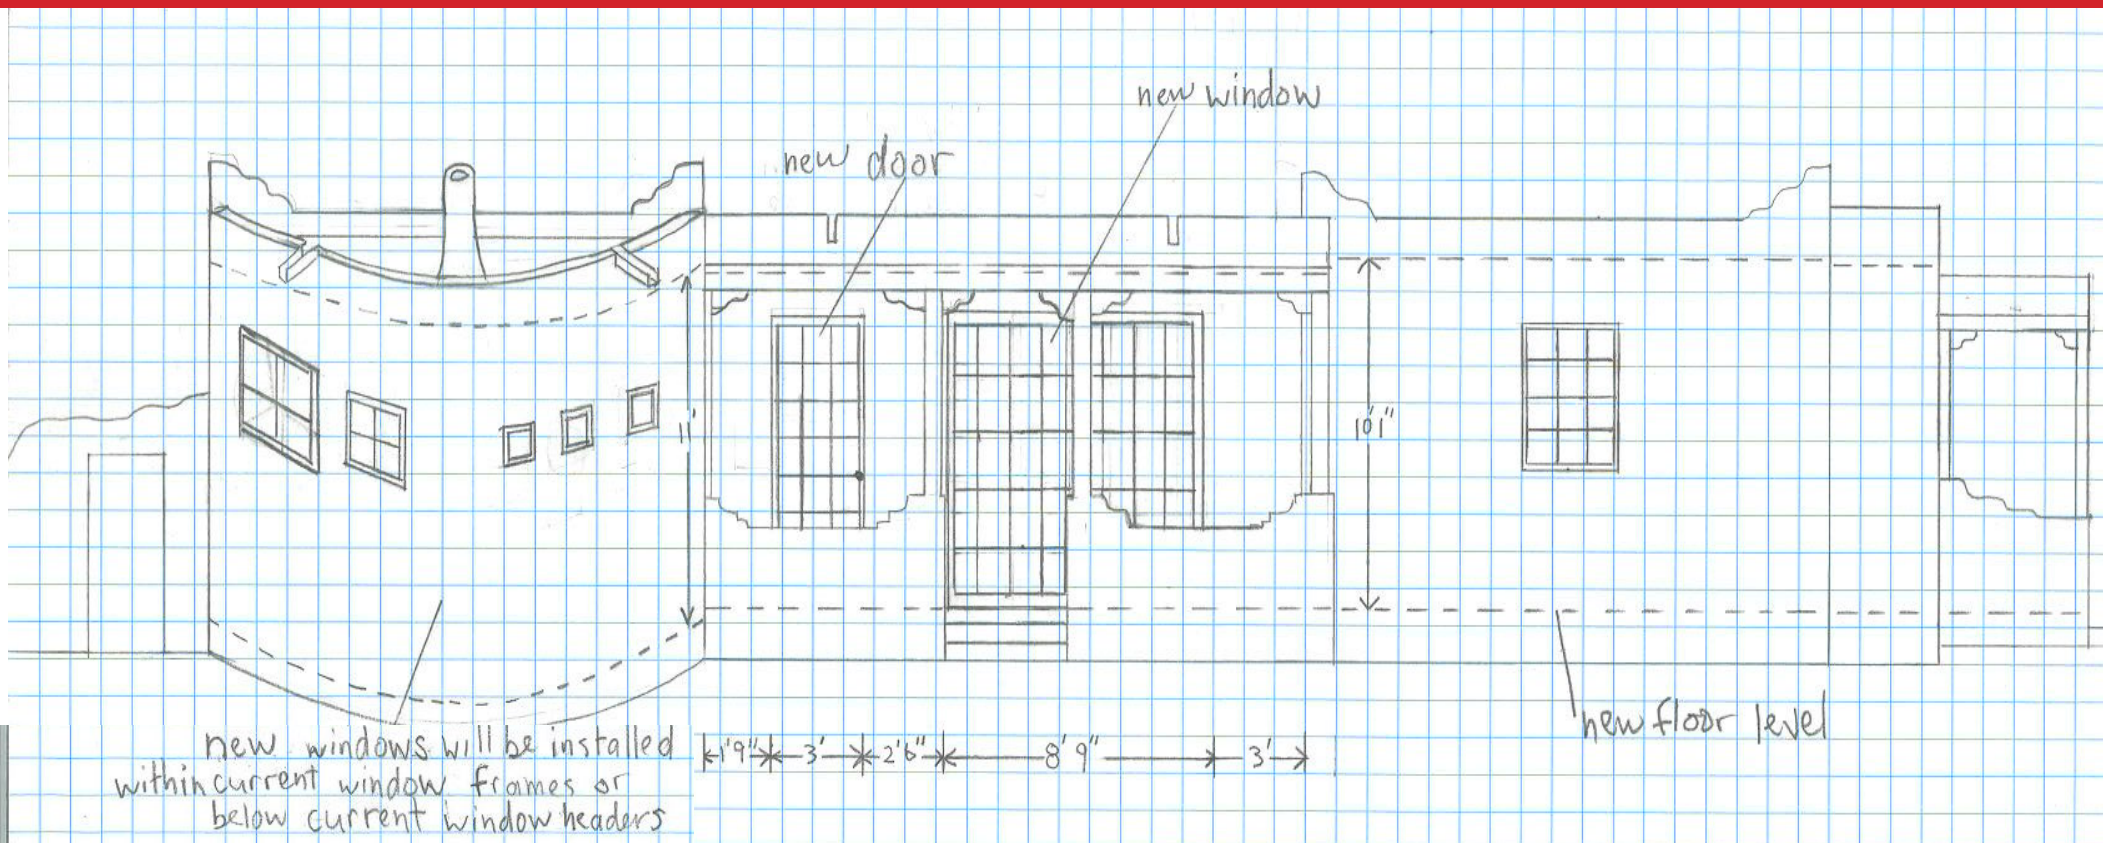 new window
new door
11'
10'1"
new floor level
new windows will be installed
within current window frames or
below current window headers
1'9" 3' 2'6" 8'9" 3'